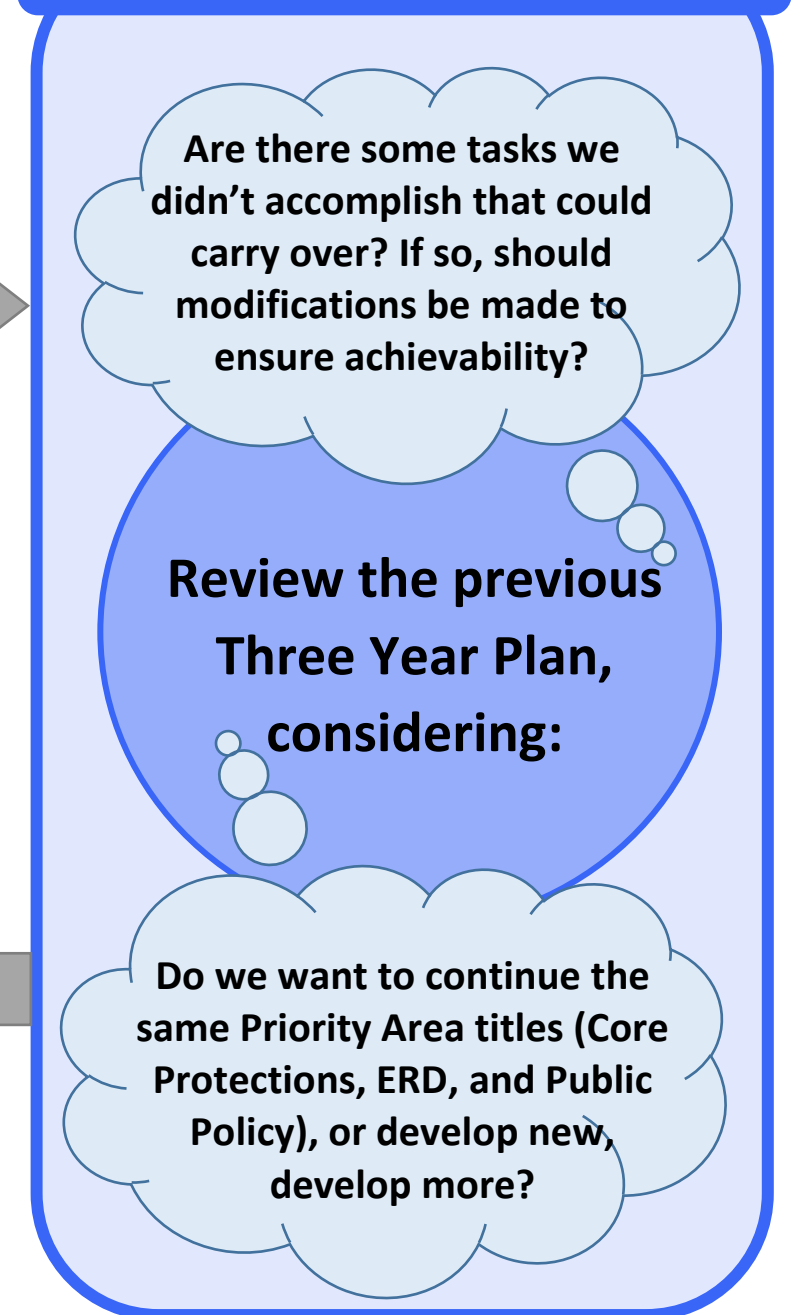 Are there some tasks we
didn’t accomplish that could
carry over? If so, should
modifications be made to
ensure achievability?
Review the previous
Three Year Plan,
considering:
Do we want to continue the
same Priority Area titles (Core
Protections, ERD, and Public
Policy), or develop new,
develop more?